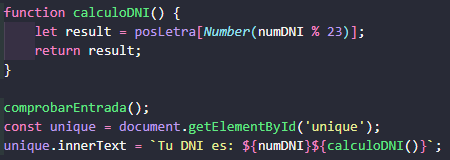 function calculoDNI() {
    let result = posLetra[Number(numDNI % 23)];
    return result;
}

comprobarEntrada();
const unique = document.getElementById('unique');
unique.innerText = `Tu DNI es: ${numDNI}${calculoDNI()}`;